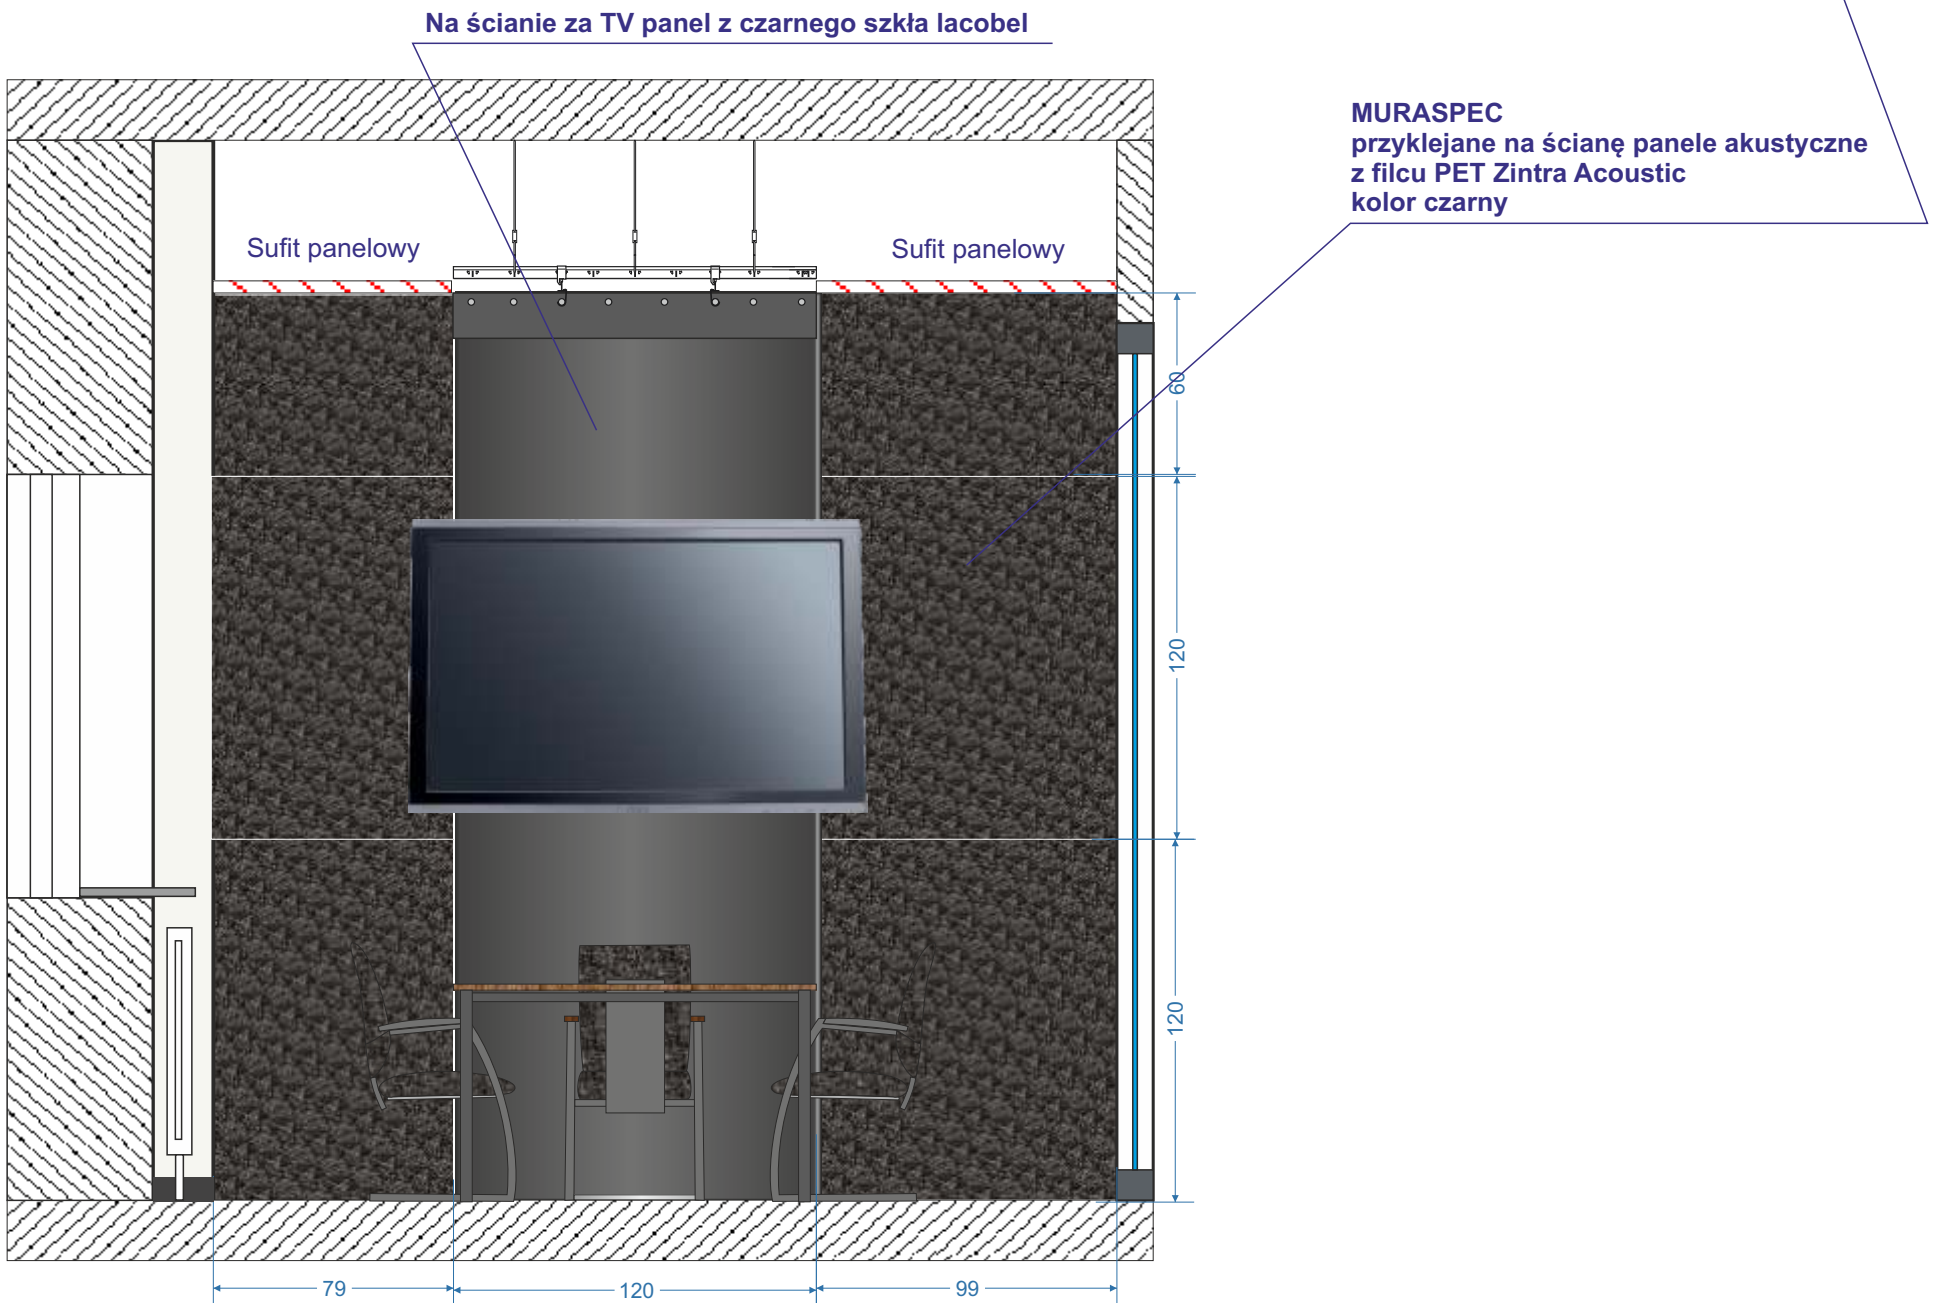 Na ścianie za TV panel z czarnego szkła lacobel
MURASPEC
przyklejane na ścianę panele akustyczne
z filcu PET Zintra Acoustic
kolor czarny
Sufit panelowy
Sufit panelowy
60
120
120
79
120
99